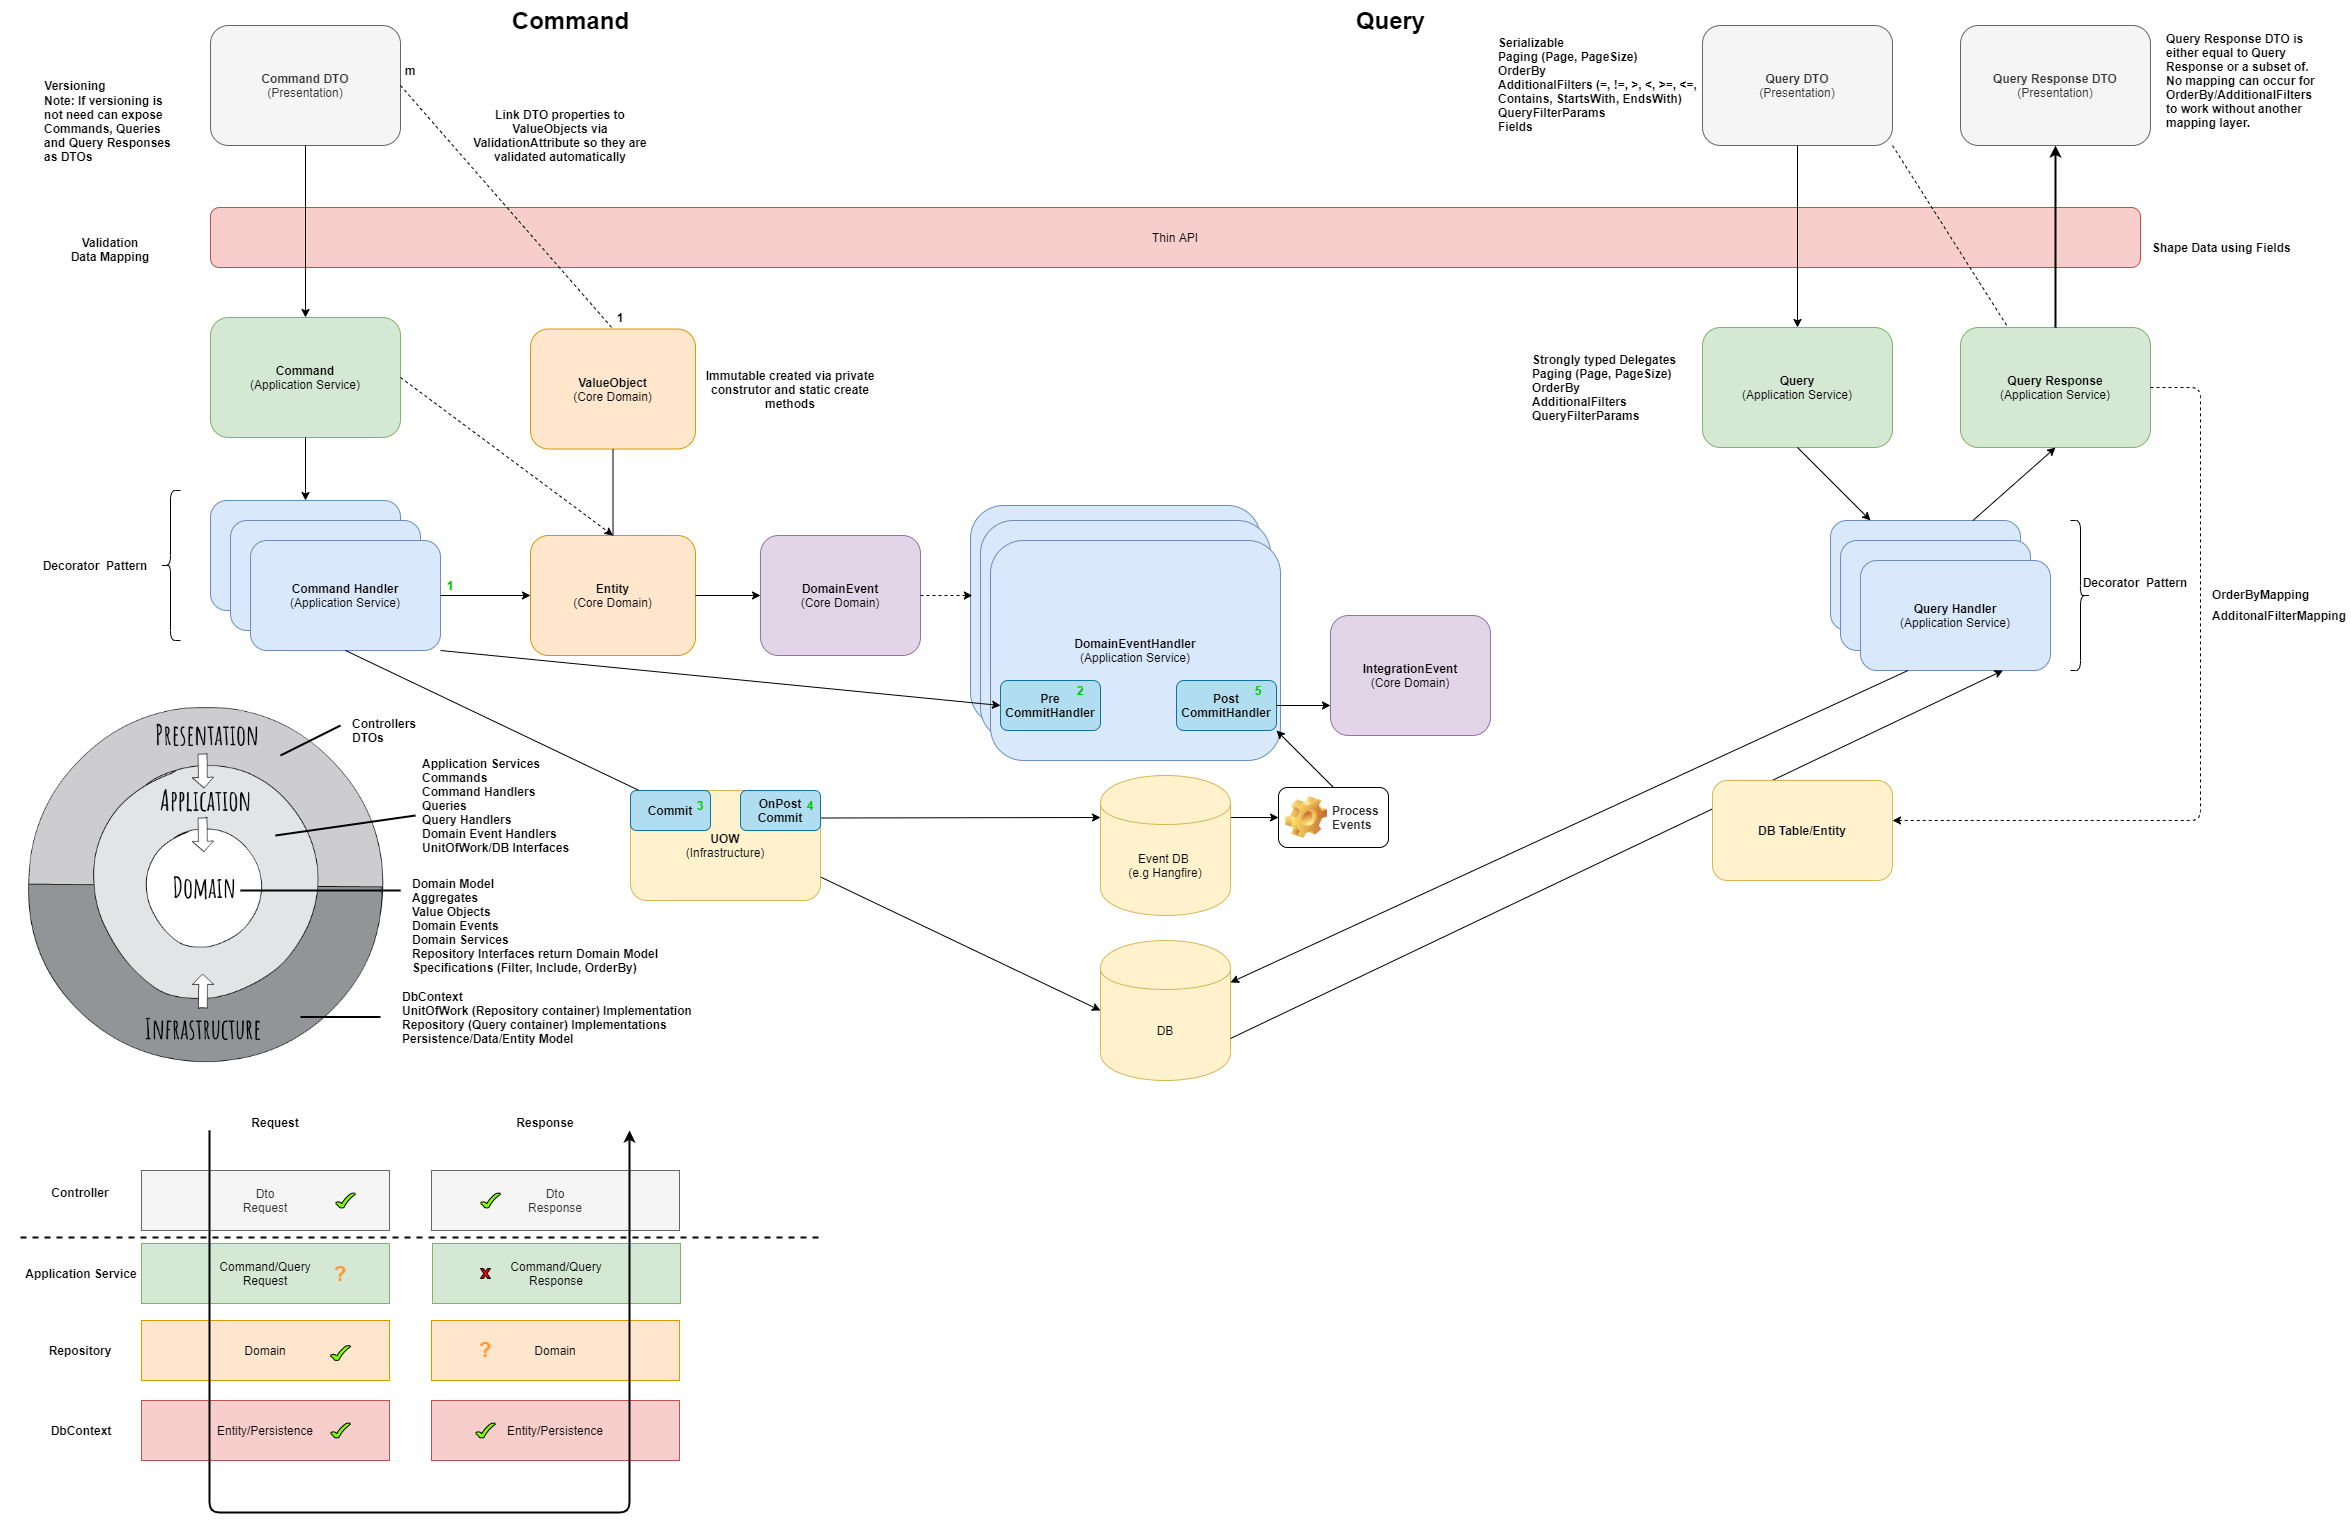 Command
Query
Command DTO
(Presentation)
m
Versioning
Note: If versioning is
not need can expose
Commands, Queries
and Query Responses
as DTOs
Link DTO properties to
ValueObjects via
ValidationAttribute so they are
validated automatically
Serializable
Paging (Page, PageSize)
OrderBy
AdditionalFilters (=, !=, >, <, >=, <=,
Contains, StartsWith, EndsWith)
QueryFilterParams
Fields
Query DTO
(Presentation)
Query Response DTO
(Presentation)
Query Response DTO is
either equal to Query
Response or a subset of.
No mapping can occur for
OrderBy/AdditionalFilters
to work without another
mapping layer.
Validation
Data Mapping
Thin API
Shape Data using Fields
Command
(Application Service)
1
ValueObject
(Core Domain)
Immutable created via private
construtor and static create
methods
Strongly typed Delegates
Paging (Page, PageSize)
OrderBy
AdditionalFilters
QueryFilterParams
Query
(Application Service)
Query Response
(Application Service)
Decorator Pattern
Command Handler
(Application Service)
1
Entity
(Core Domain)
DomainEvent
(Core Domain)
DomainEventHandler
(Application Service)
Pre
CommitHandler
2
Post
CommitHandler
5
IntegrationEvent
(Core Domain)
Query Handler
(Application Service)
Decorator Pattern
OrderByMapping
AdditonalFilterMapping
PRESENTATION
APPLICATION
DOMAIN
INFRASTRUCTURE
Controllers
DTOs
Application Services
Commands
Command Handlers
Queries
Query Handlers
Domain Event Handlers
UnitOfWork/DB Interfaces
Domain Model
Aggregates
Value Objects
Domain Events
Domain Services
Repository Interfaces return Domain Model
Specifications (Filter, Include, OrderBy)
DbContext
UnitOfWork (Repository container) Implementation
Repository (Query container) Implementations
Persistence/Data/Entity Model
Commit
3
OnPost
Commit
4
UOW
(Infrastructure)
Event DB
(e.g Hangfire)
Process
Events
DB Table/Entity
DB
Request
Response
Controller
Dto
Request
Dto
Response
Application Service
Command/Query
Request
?
x
Command/Query
Response
Repository
Domain
?
Domain
DbContext
Entity/Persistence
Entity/Persistence